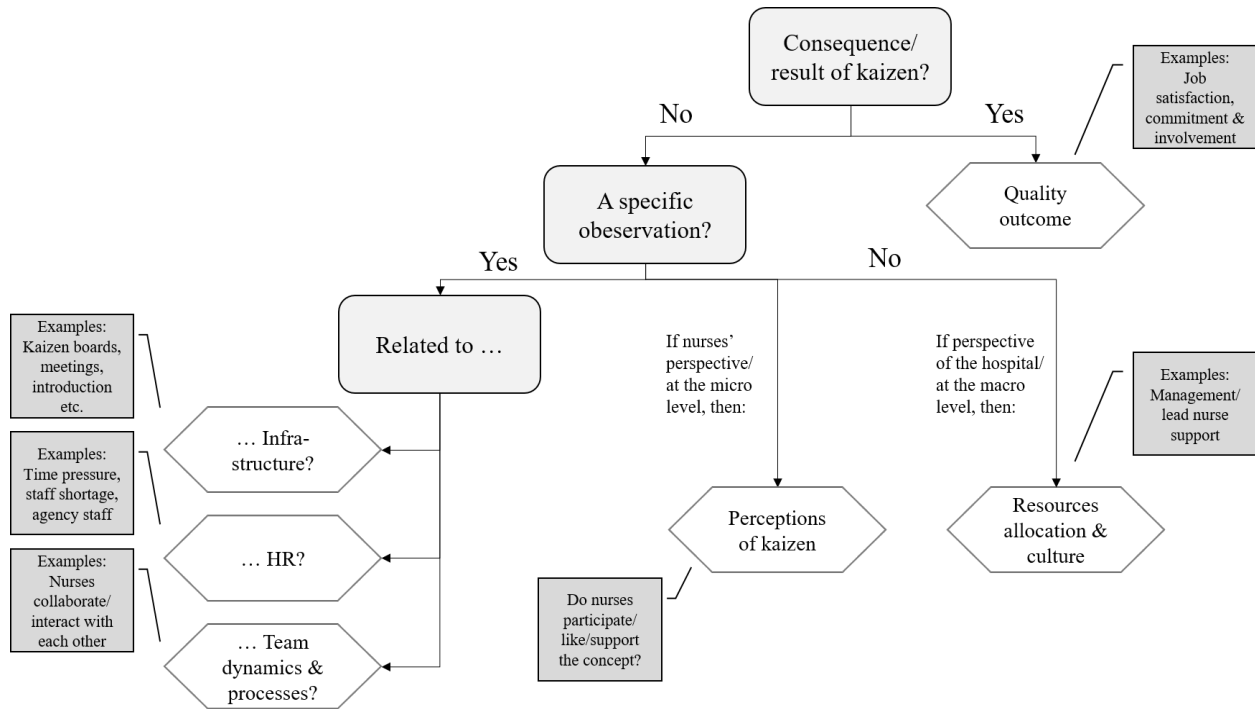 Consequence/
result of kaizen?
Examples:
Job
satisfaction,
commitment &
involvement
No
Yes
A specific
obeservation?
Quality
outcome
Yes
No
Related to …
If nurses’
perspective/
at the micro
level, then:
If perspective
of the hospital/
at the macro
level, then:
Examples:
Kaizen boards,
meetings,
introduction
etc.
Examples:
Management/
lead nurse
support
… Infra-
structure?
Examples:
Time pressure,
staff shortage,
agency staff
… HR?
Perceptions
of kaizen
Resources
allocation &
culture
Examples:
Nurses
collaborate/
interact with
each other
… Team
dynamics &
processes?
Do nurses
participate/
like/support
the concept?